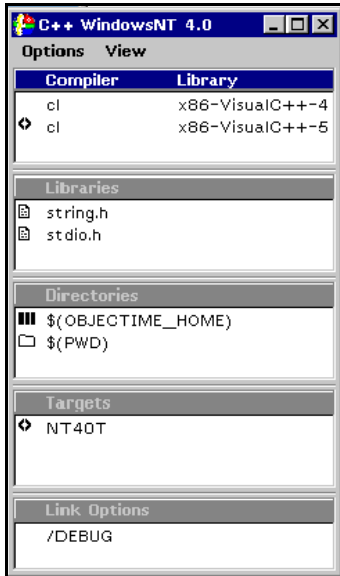 C++ WindowsNT 4.0
Options View
Compiler Library
cl x86-VisualC++-4
cl x86-VisualC++-5
Libraries
string.h
stdio.h
Directories
$(OBJECTIME_HOME)
$(PWD)
Targets
NT40T
Link Options
/DEBUG